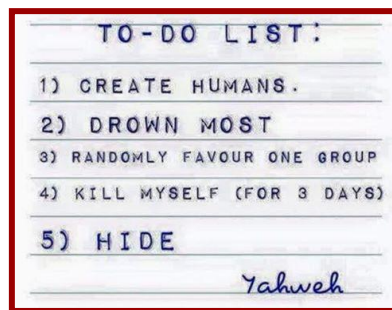 TO-DO LIST:
1) CREATE HUMANS.
2) DROWN MOST
3) RANDOMLY FAVOUR ONE GROUP
4) KILL MYSELF (FOR 3 DAYS)
5) HIDE
Yahweh